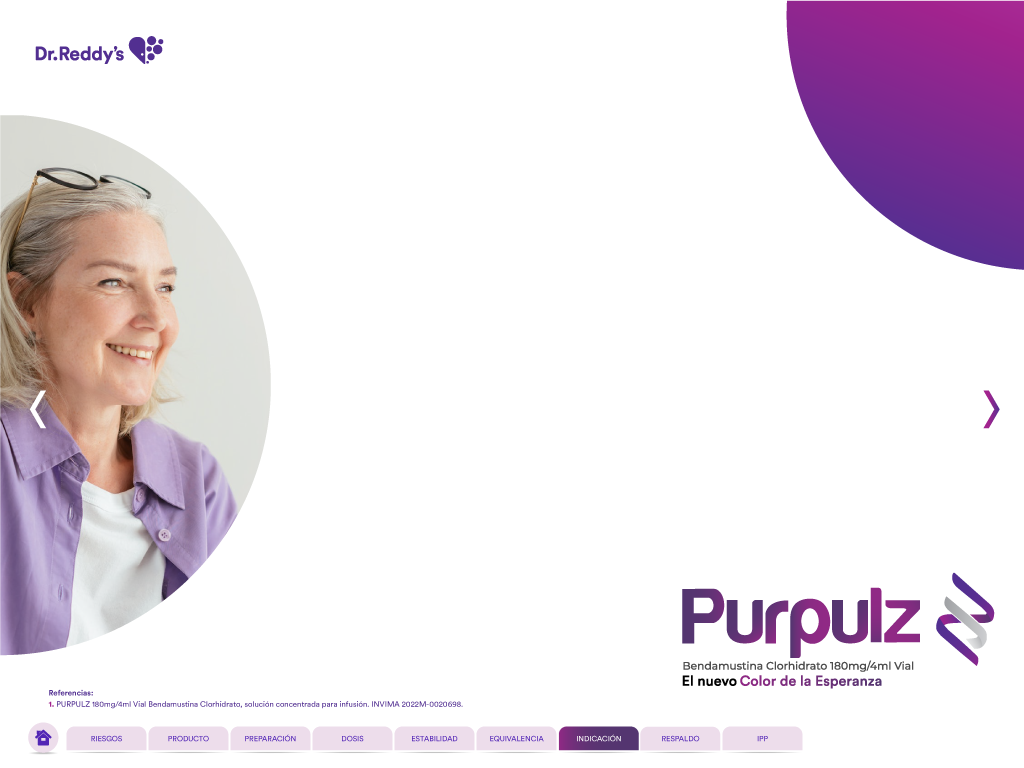 Dr.Reddy's
Purpulz
Bendamustina Clorhidrato 180mg/4ml Vial
El nuevo Color de la Esperanza
Referencias:
1. PURPULZ 180mg/4ml Vial Bendamustina Clorhidrato, solución concentrada para infusión. INVIMA 2022M-0020698.
RIESGOS
PRODUCTO
PREPARACIÓN
DOSIS
ESTABILIDAD
EQUIVALENCIA
INDICACIÓN
RESPALDO
IPP